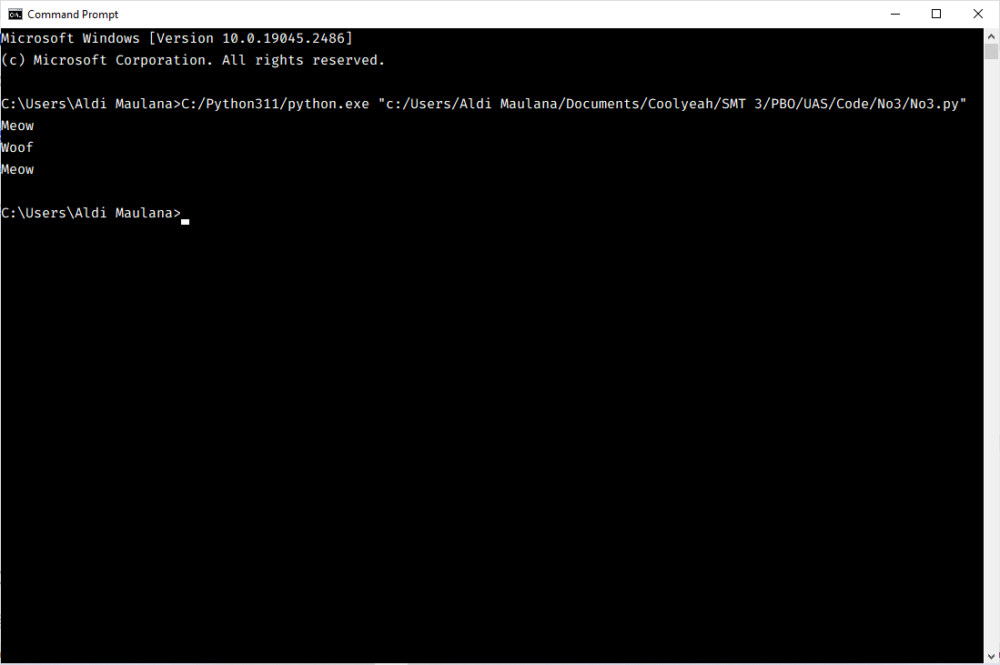 Command Prompt
Microsoft Windows [Version 10.0.19045.2486]
(c) Microsoft Corporation. All rights reserved.
C:\Users\Aldi Maulana>C:/Python311/python.exe "c:/Users/Aldi Maulana/Documents/Coolyeah/SMT 3/PBO/UAS/Code/No3/No3.py"
Meow
Woof
Meow
C:\Users\Aldi Maulana>